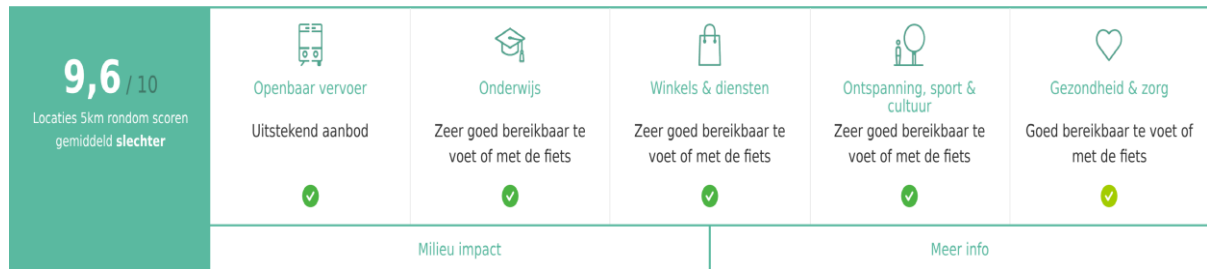 9,6 / 10
Locaties 5km rondom scoren
gemiddeld slechter
Openbaar vervoer
Uitstekend aanbod
Onderwijs
Zeer goed bereikbaar te
voet of met de fiets
Winkels & diensten
Zeer goed bereikbaar te
voet of met de fiets
Ontspanning, sport &
cultuur
Zeer goed bereikbaar te
voet of met de fiets
Gezondheid & zorg
Goed bereikbaar te voet of
met de fiets
Milieu impact
Meer info